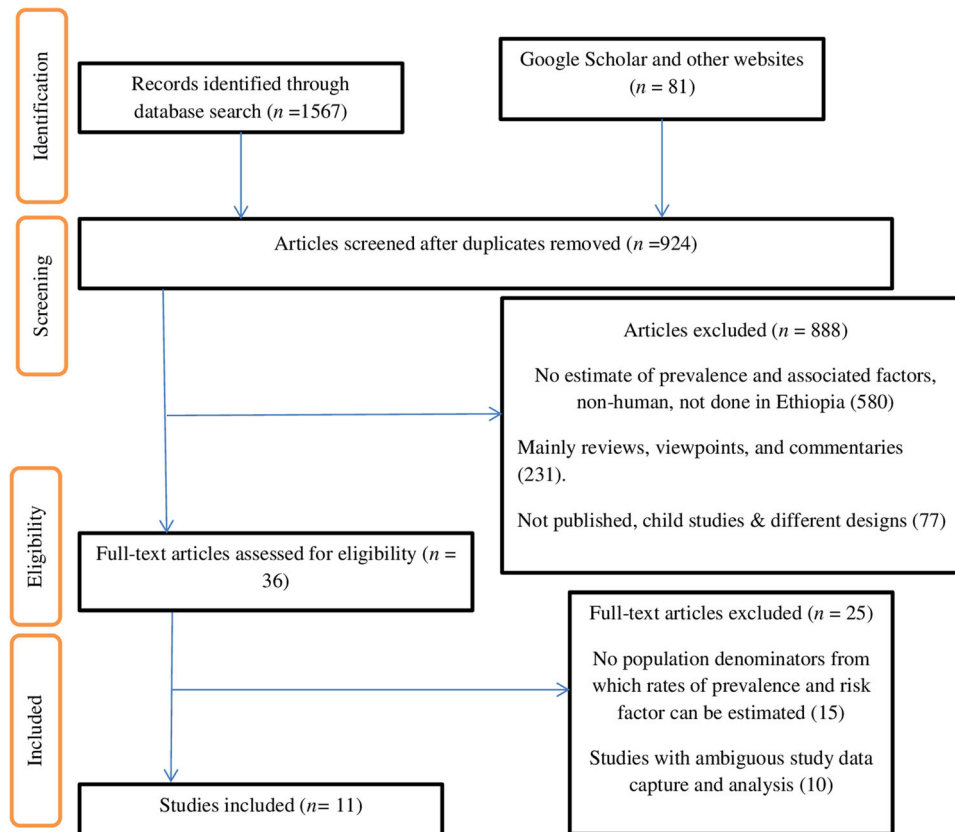 Identification
Records identified through
database search (n =1567)
Google Scholar and other websites
(n = 81)
Screening
Articles screened after duplicates removed (n =924)
Articles excluded (n = 888)
No estimate of prevalence and associated factors,
non-human, not done in Ethiopia (580)
Mainly reviews, viewpoints, and commentaries
(231).
Not published, child studies & different designs (77)
Eligibility
Full-text articles assessed for eligibility (n =
36)
Full-text articles excluded (n = 25)
No population denominators from
which rates of prevalence and risk
factor can be estimated (15)
Studies with ambiguous study data
capture and analysis (10)
Included
Studies included (n= 11)